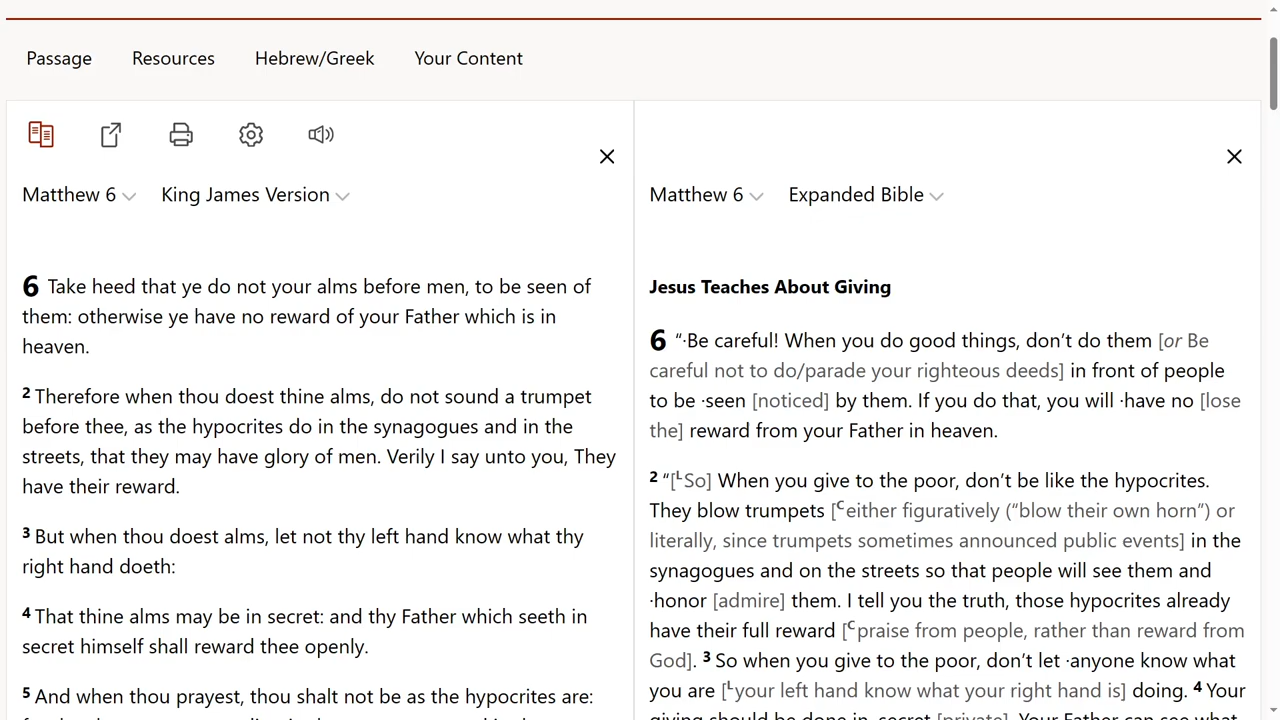 Passage
Resources
Hebrew/Greek
Your Content
Matthew 6
King James Version
6 Take heed that ye do not your alms before men, to be seen of
them: otherwise ye have no reward of your Father which is in
heaven.
2 Therefore when thou doest thine alms, do not sound a trumpet
before thee, as the hypocrites do in the synagogues and in the
streets, that they may have glory of men. Verily I say unto you, They
have their reward.
3 But when thou doest alms, let not thy left hand know what thy
right hand doeth:
4 That thine alms may be in secret: and thy Father which seeth in
secret himself shall reward thee openly.
5 And when thou prayest, thou shalt not be as the hypocrites are:
Matthew 6
Expanded Bible
Jesus Teaches About Giving
6 “·Be careful! When you do good things, don’t do them [or Be
careful not to do/parade your righteous deeds] in front of people
to be ·seen [noticed] by them. If you do that, you will ·have no [lose
the] reward from your Father in heaven.
2 “[LSo] When you give to the poor, don’t be like the hypocrites.
They blow trumpets [Ceither figuratively (“blow their own horn”) or
literally, since trumpets sometimes announced public events] in the
synagogues and on the streets so that people will see them and
·honor [admire] them. I tell you the truth, those hypocrites already
have their full reward [Cpraise from people, rather than reward from
God]. 3 So when you give to the poor, don’t let ·anyone know what
you are [Lyour left hand know what your right hand is] doing. 4 Your
giving should be done in ·secret [private]. Your Father can see what